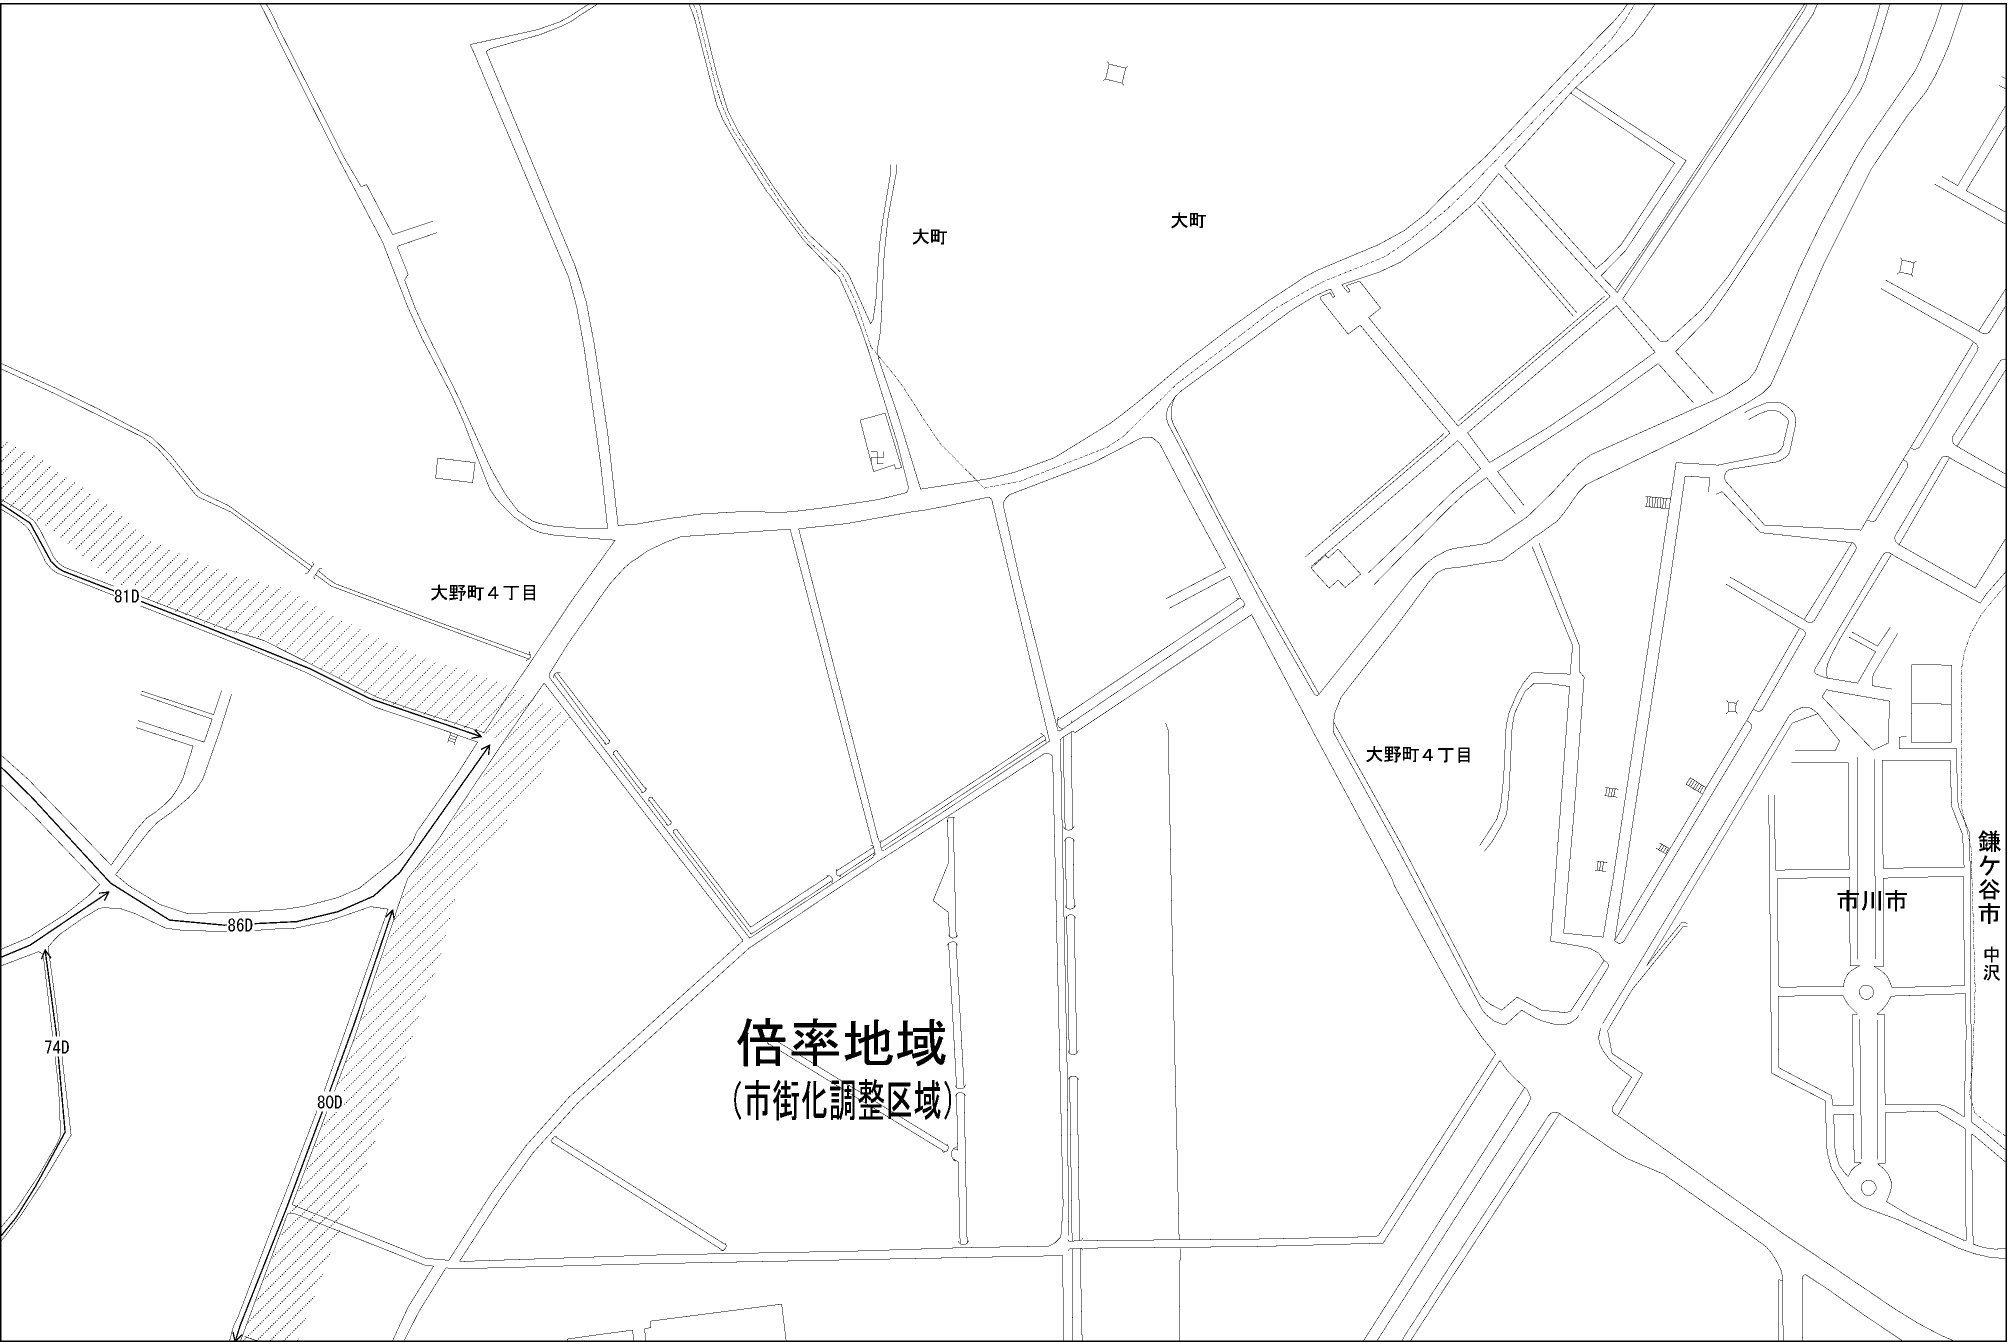 大町
大町
81D
大野町４丁目
大野町４丁目
86D
市川市
鎌ケ谷市
中沢
74D
倍率地域
(市街化調整区域)
80D